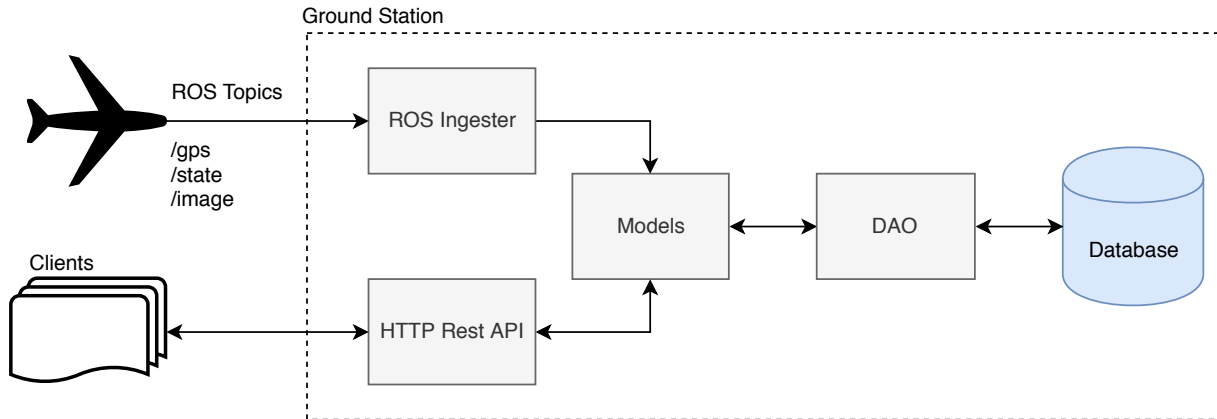 Ground Station
ROS Topics
/gps
/state
/image
ROS Ingester
Models
DAO
Database
Clients
HTTP Rest API